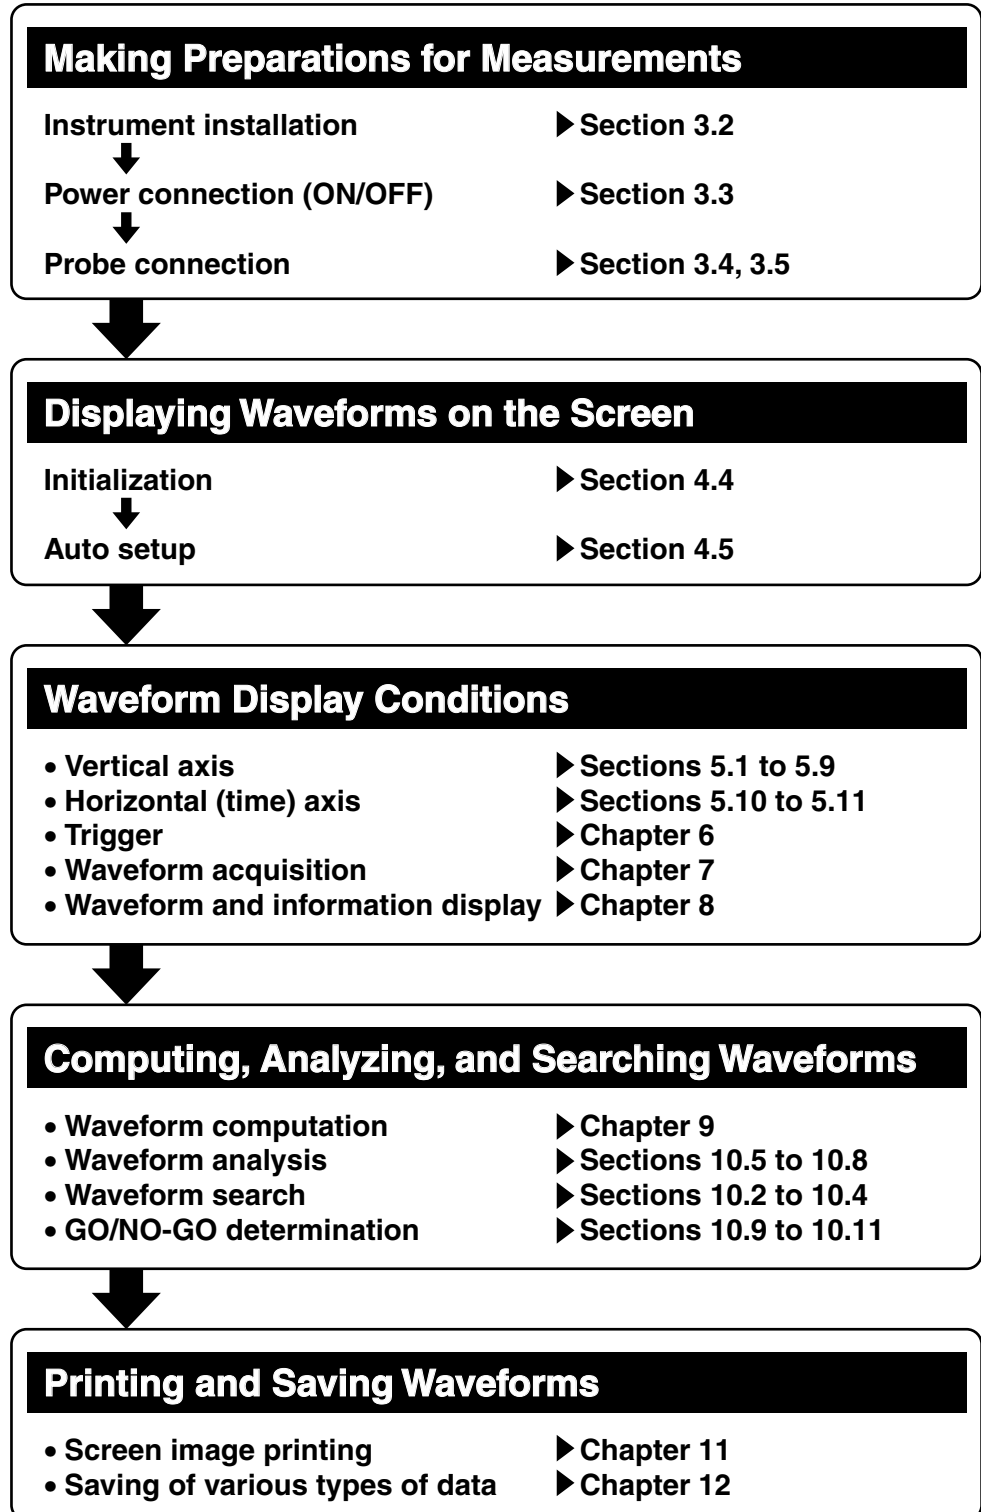 Making Preparations for Measurements
Instrument installation ▶ Section 3.2
Power connection (ON/OFF) ▶ Section 3.3
Probe connection ▶ Section 3.4, 3.5
Displaying Waveforms on the Screen
Initialization ▶ Section 4.4
Auto setup ▶ Section 4.5
Waveform Display Conditions
• Vertical axis ▶ Sections 5.1 to 5.9
• Horizontal (time) axis ▶ Sections 5.10 to 5.11
• Trigger ▶ Chapter 6
• Waveform acquisition ▶ Chapter 7
• Waveform and information display ▶ Chapter 8
Computing, Analyzing, and Searching Waveforms
• Waveform computation ▶ Chapter 9
• Waveform analysis ▶ Sections 10.5 to 10.8
• Waveform search ▶ Sections 10.2 to 10.4
• GO/NO-GO determination ▶ Sections 10.9 to 10.11
Printing and Saving Waveforms
• Screen image printing ▶ Chapter 11
• Saving of various types of data ▶ Chapter 12